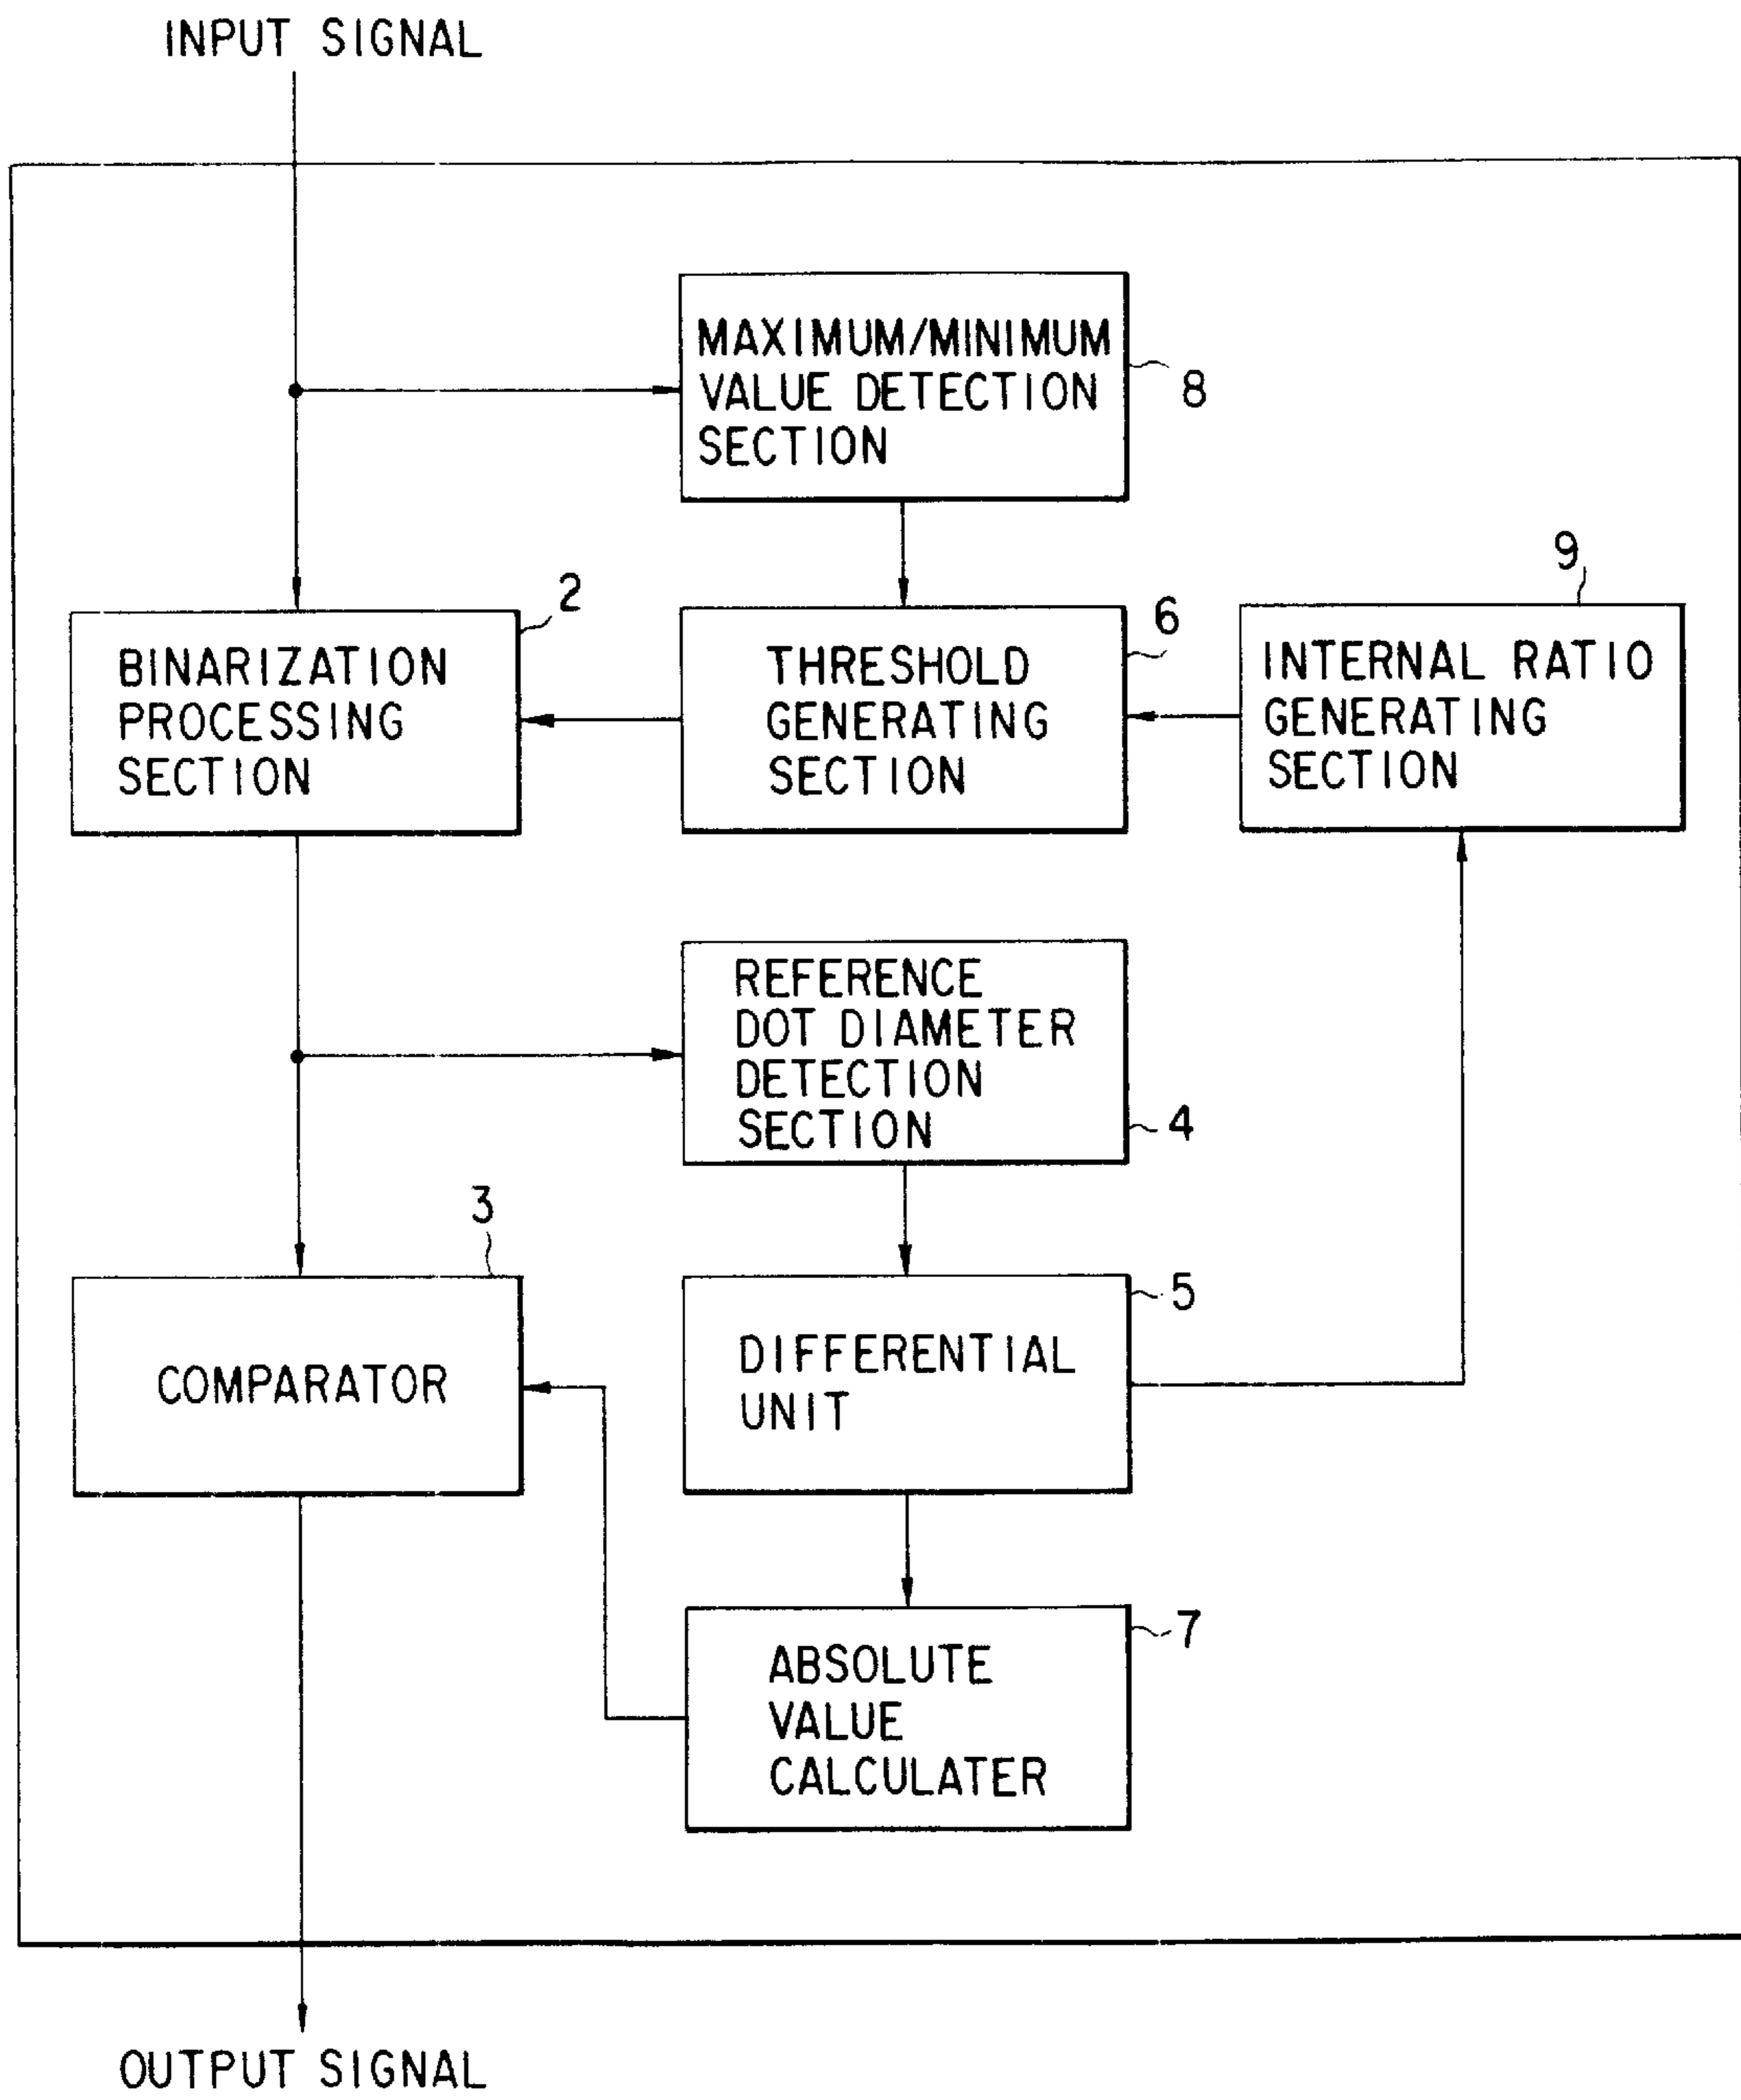 INPUT SIGNAL
MAXIMUM/MINIMUM
VALUE DETECTION
SECTION
8
2
BINARIZATION
PROCESSING
SECTION
6
THRESHOLD
GENERATING
SECTION
9
INTERNAL RATIO
GENERATING
SECTION
REFERENCE
DOT DIAMETER
DETECTION
SECTION
4
3
COMPARATOR
5
DIFFERENTIAL
UNIT
7
ABSOLUTE
VALUE
CALCULATER
OUTPUT SIGNAL